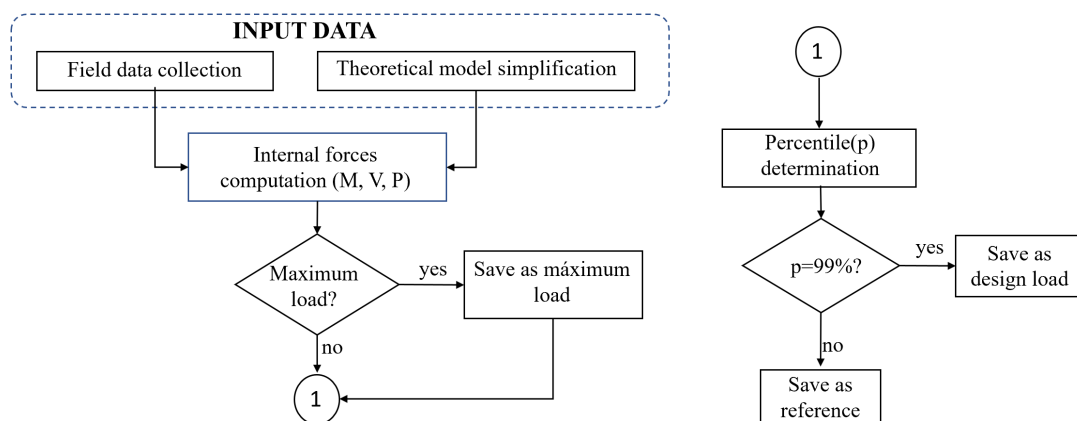 INPUT DATA
Field data collection
Theoretical model simplification
Internal forces
computation (M, V, P)
Maximum
load?
yes
Save as máximum
load
no
1
1
Percentile(p)
determination
p=99%?
yes
Save as
design load
no
Save as
reference